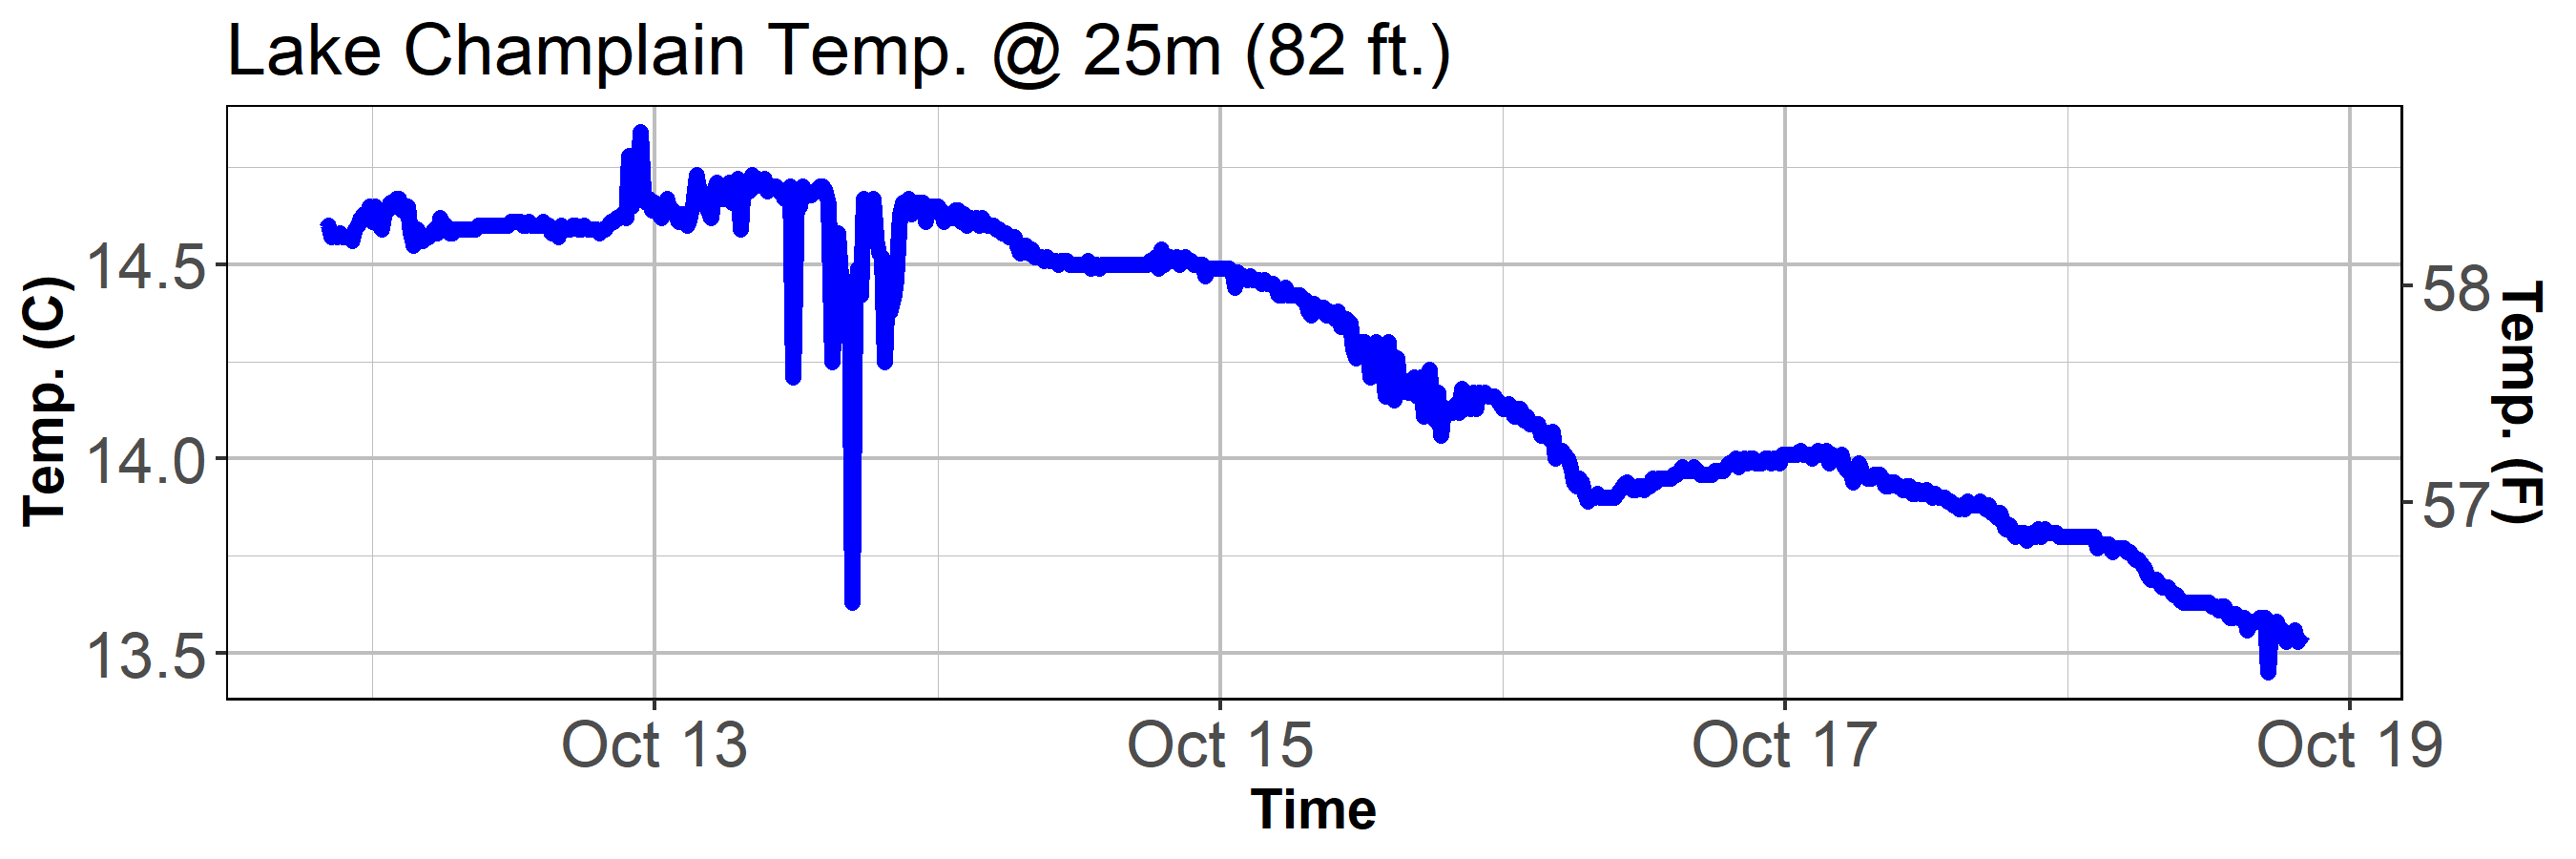 Lake Champlain Temp. @ 25m (82 ft.)
Temp. (C)
14.5
14.0
13.5
58
57
Temp. (F)
Oct 13 Oct 15 Oct 17 Oct 19
Time